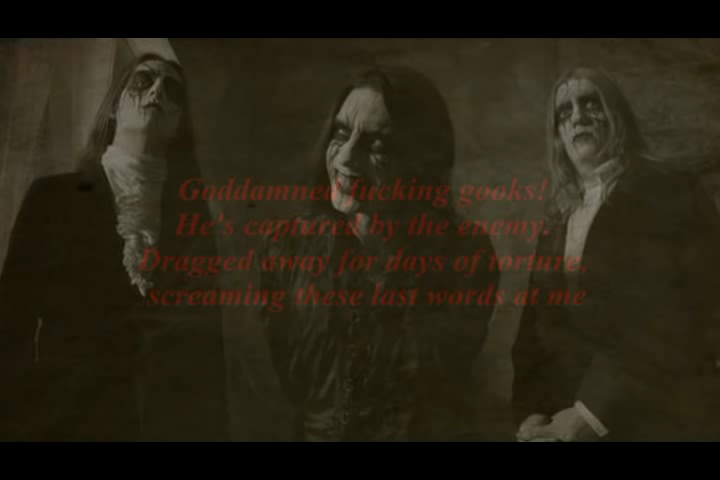 Goddamned fucking gooks!
He's captured by the enemy.
Dragged away for days of torture,
screaming these last words at me